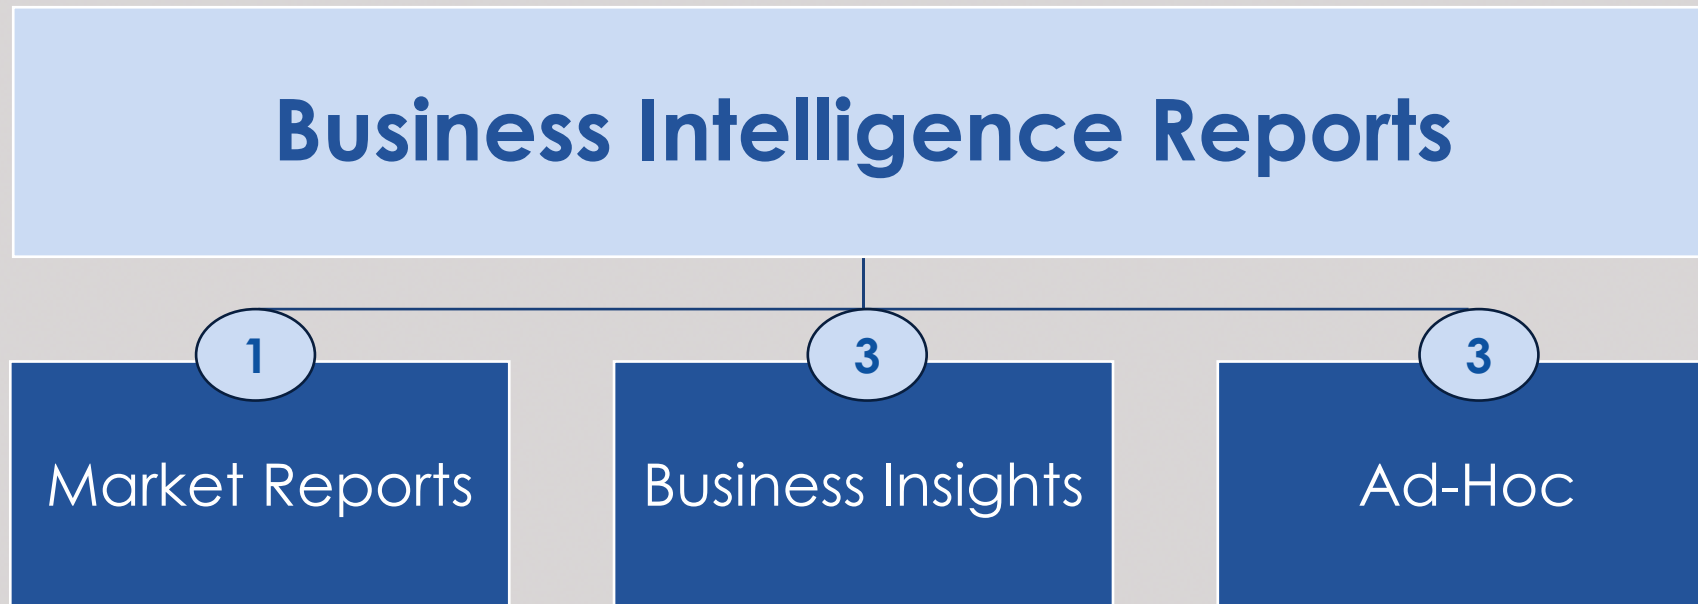 Business Intelligence Reports
1
3
3
Market Reports
Business Insights
Ad-Hoc